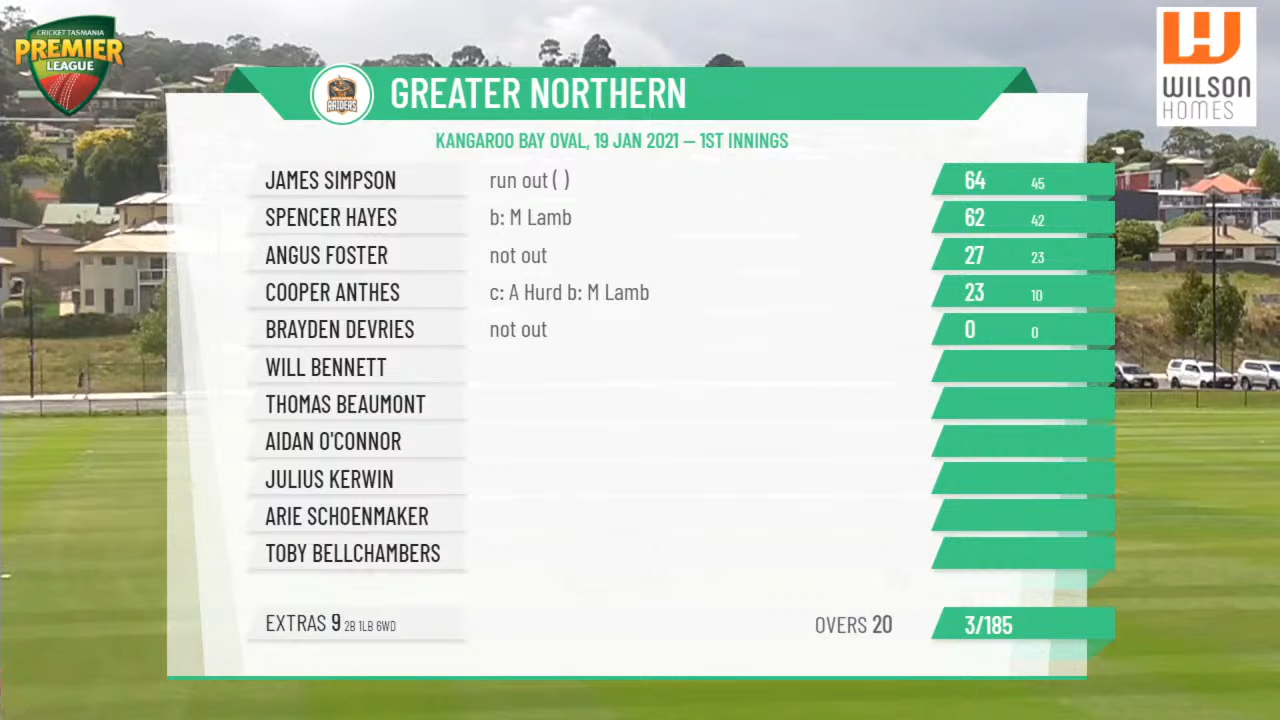 CRICKET TASMANIA
PREMIER
LEAGUE
WILSON
HOMES
RAIDERS
GREATER NORTHERN
KANGAROO BAY OVAL, 19 JAN 2021 – 1ST INNINGS
JAMES SIMPSON run out ( ) 64 45
SPENCER HAYES b: M Lamb 62 42
ANGUS FOSTER not out 27 23
COOPER ANTHES c: A Hurd b: M Lamb 23 10
BRAYDEN DEVRIES not out 0 0
WILL BENNETT
THOMAS BEAUMONT
AIDAN O'CONNOR
JULIUS KERWIN
ARIE SCHOENMAKER
TOBY BELLCHAMBERS
EXTRAS 9 2B 1LB 6WD OVERS 20 3/185